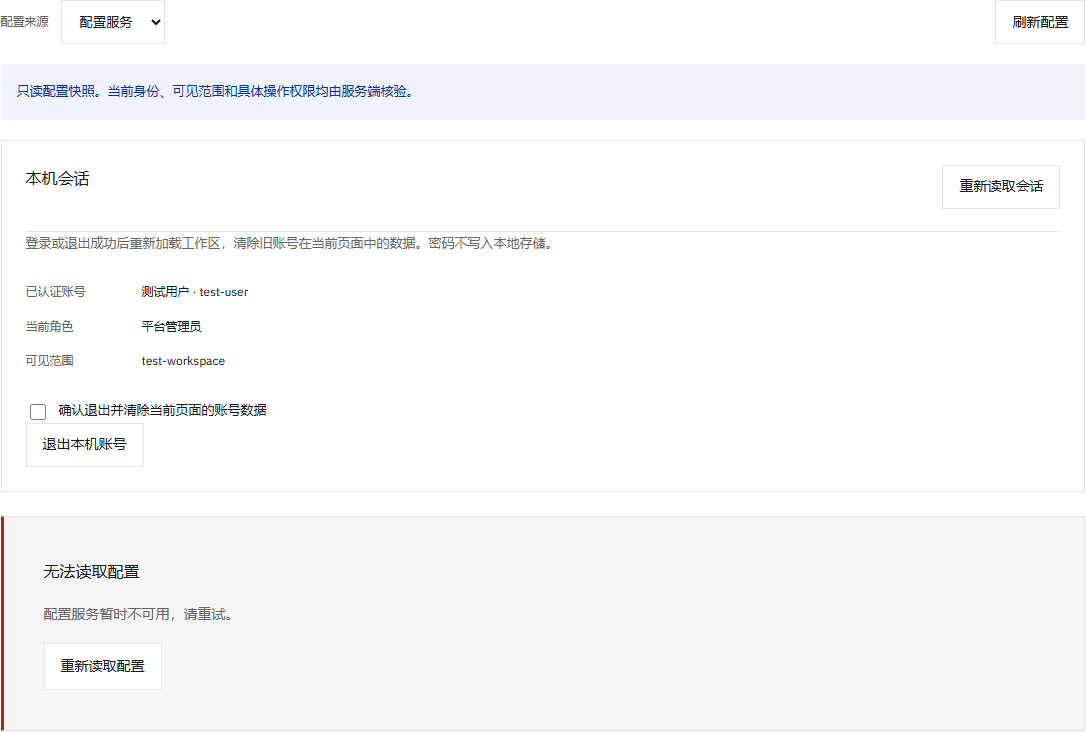 配置来源 配置服务 刷新配置
只读配置快照。当前身份、可见范围和具体操作权限均由服务端核验。
本机会话 重新读取会话
登录或退出成功后重新加载工作区，清除旧账号在当前页面中的数据。密码不写入本地存储。
已认证账号 测试用户 · test-user
当前角色 平台管理员
可见范围 test-workspace
确认退出并清除当前页面的账号数据
退出本机账号
无法读取配置
配置服务暂时不可用，请重试。
重新读取配置